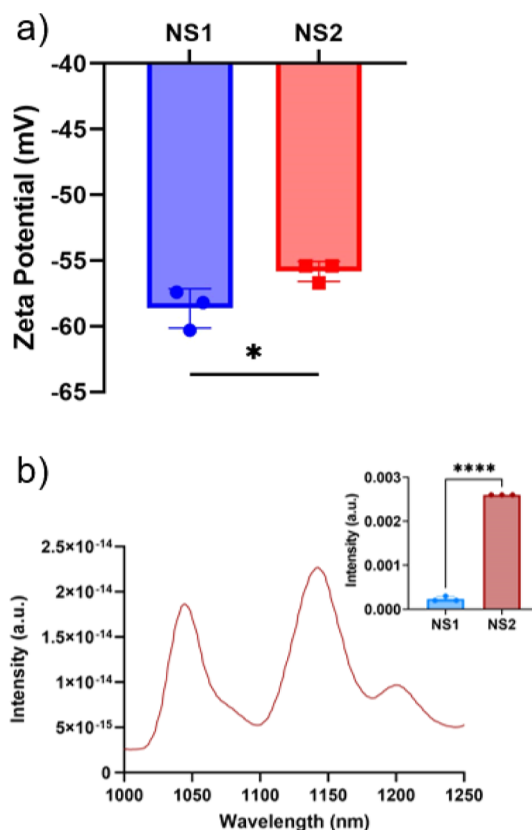 a)
NS1 NS2
-40
-45
-50
-55
-60
-65
Zeta Potential (mV)
*
b)
****
0.003
0.002
0.001
0.000
Intensity (a.u.)
NS1 NS2
2.5×10⁻¹⁴
2×10⁻¹⁴
1.5×10⁻¹⁴
1×10⁻¹⁴
5×10⁻¹⁵
0
Intensity (a.u.)
1000 1050 1100 1150 1200 1250
Wavelength (nm)